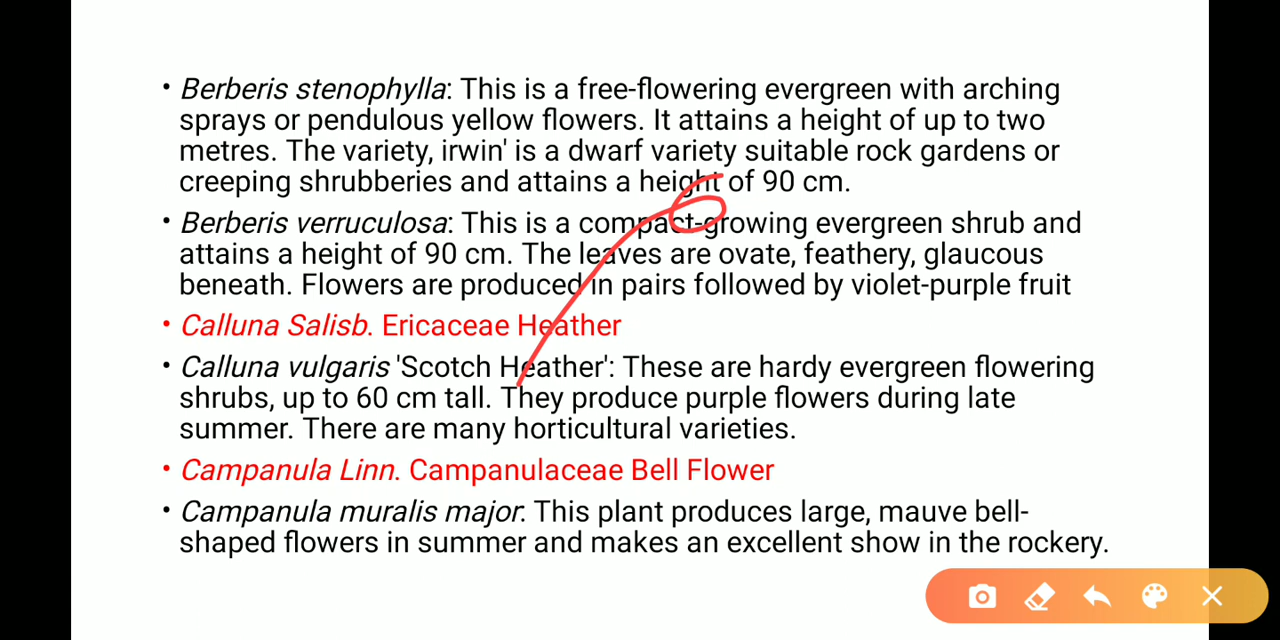 • Berberis stenophylla: This is a free-flowering evergreen with arching
sprays or pendulous yellow flowers. It attains a height of up to two
metres. The variety, irwin' is a dwarf variety suitable rock gardens or
creeping shrubberies and attains a height of 90 cm.
• Berberis verruculosa: This is a compact-growing evergreen shrub and
attains a height of 90 cm. The leaves are ovate, feathery, glaucous
beneath. Flowers are produced in pairs followed by violet-purple fruit
• Calluna Salisb. Ericaceae Heather
• Calluna vulgaris 'Scotch Heather': These are hardy evergreen flowering
shrubs, up to 60 cm tall. They produce purple flowers during late
summer. There are many horticultural varieties.
• Campanula Linn. Campanulaceae Bell Flower
• Campanula muralis major: This plant produces large, mauve bell-
shaped flowers in summer and makes an excellent show in the rockery.